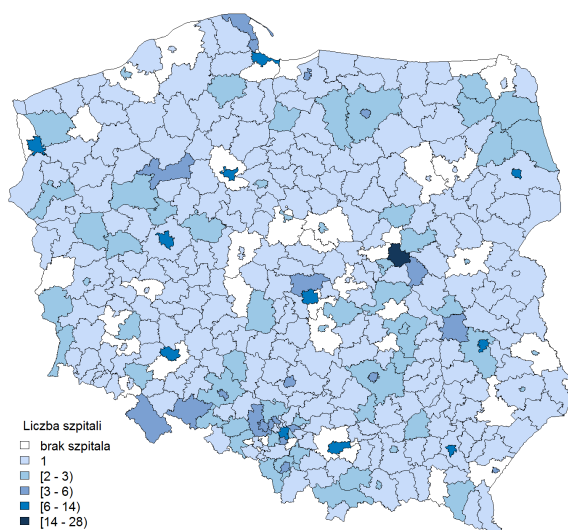 Liczba szpitali
brak szpitala
1
[2 - 3)
[3 - 6)
[6 - 14)
[14 - 28)